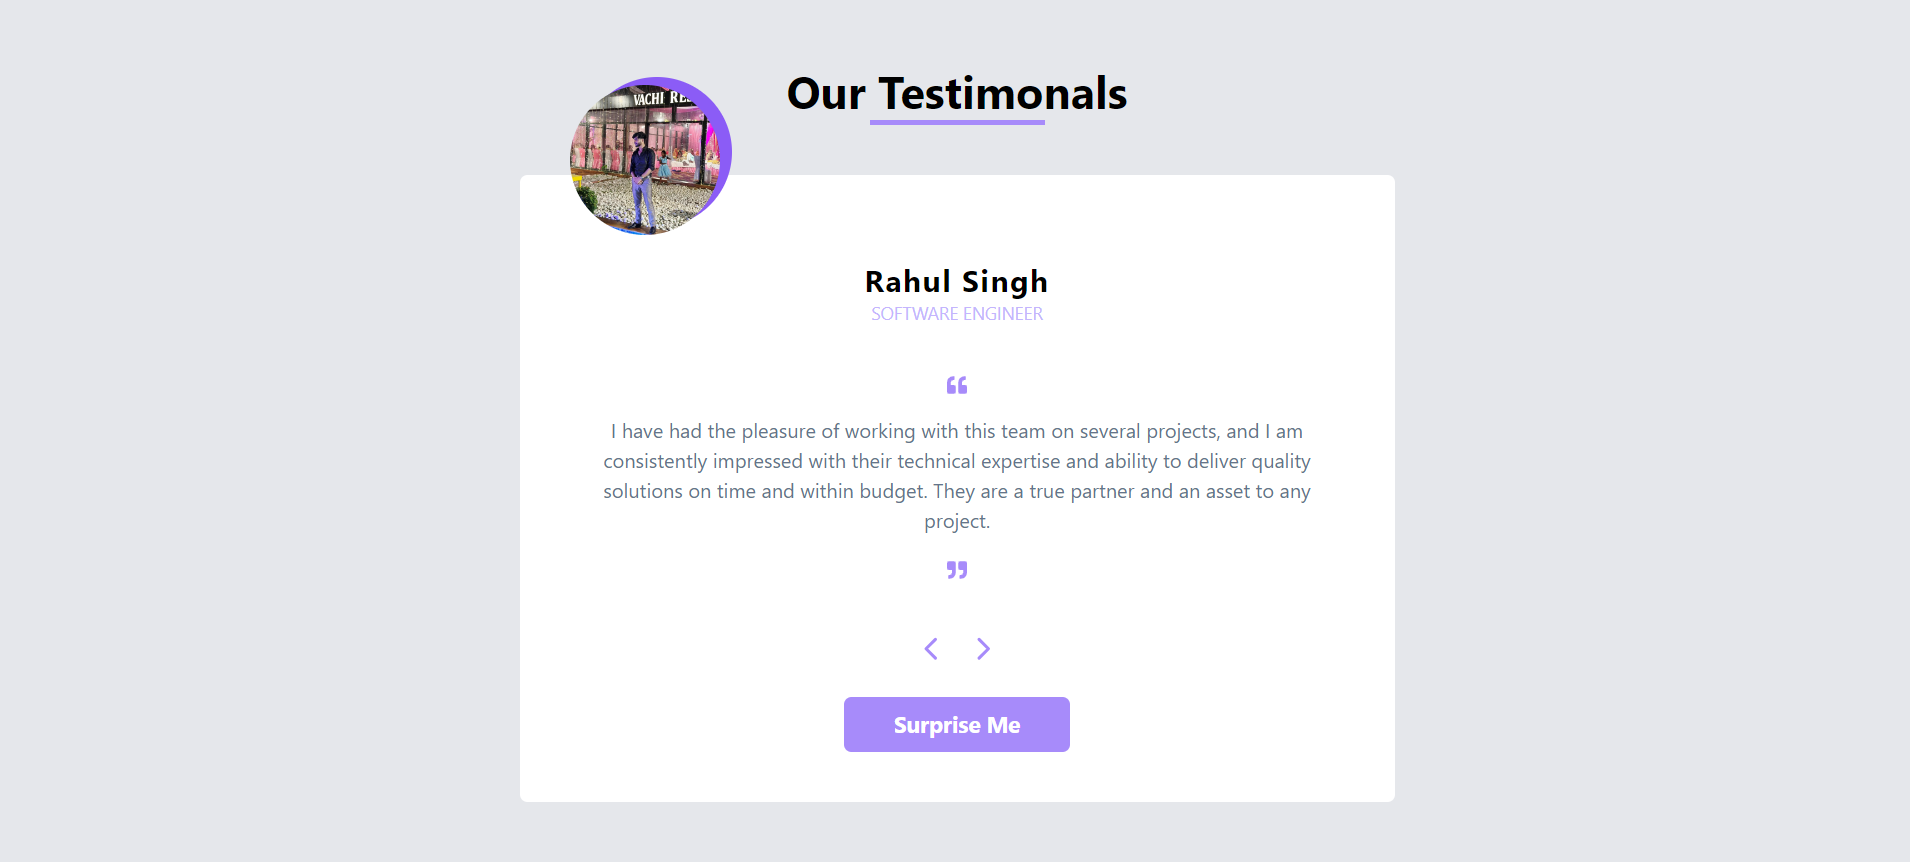 Our Testimonals
VACHI RES
Rahul Singh
SOFTWARE ENGINEER
❝
I have had the pleasure of working with this team on several projects, and I am
consistently impressed with their technical expertise and ability to deliver quality
solutions on time and within budget. They are a true partner and an asset to any
project.
❞
Surprise Me